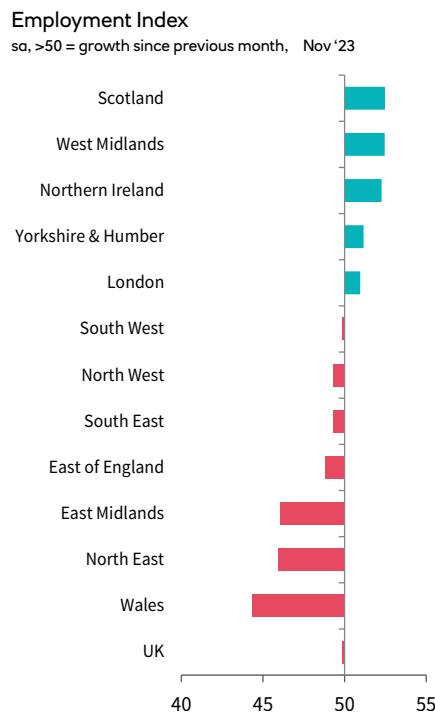 Employment Index
sa, >50 = growth since previous month, Nov ‘23
Scotland
West Midlands
Northern Ireland
Yorkshire & Humber
London
South West
North West
South East
East of England
East Midlands
North East
Wales
UK
40 45 50 55